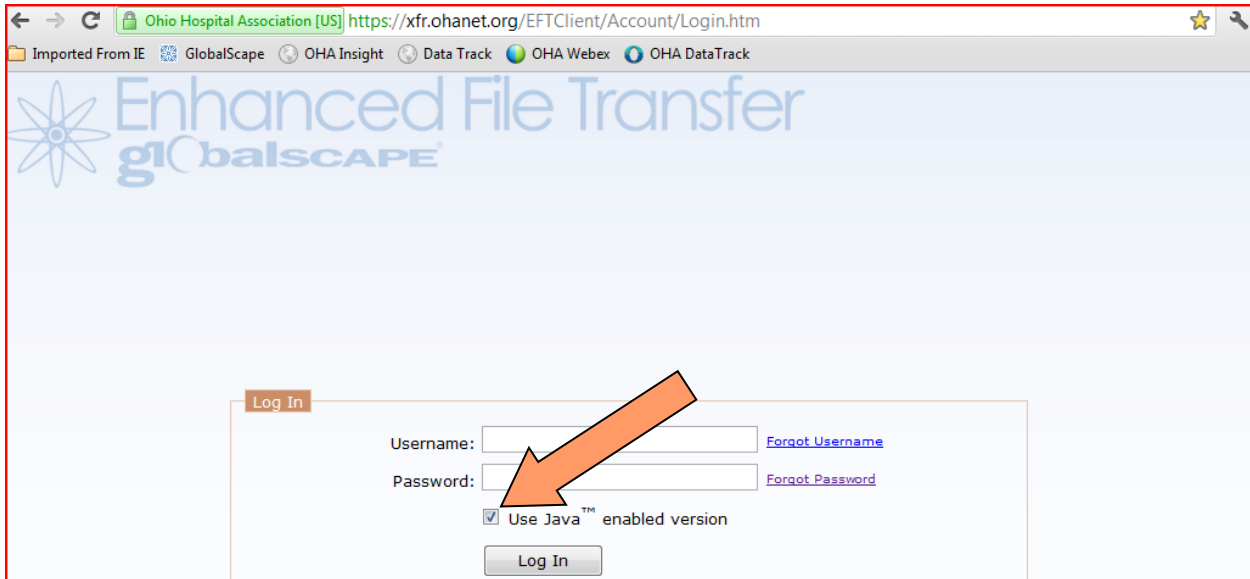 Ohio Hospital Association [US] https://xfr.ohanet.org/EFTClient/Account/Login.htm
Imported From IE GlobalScape OHA Insight Data Track OHA Webex OHA DataTrack
Enhanced File Transfer
globalSCAPE®
Log In
Username: Forgot Username
Password: Forgot Password
Use Java™ enabled version
Log In